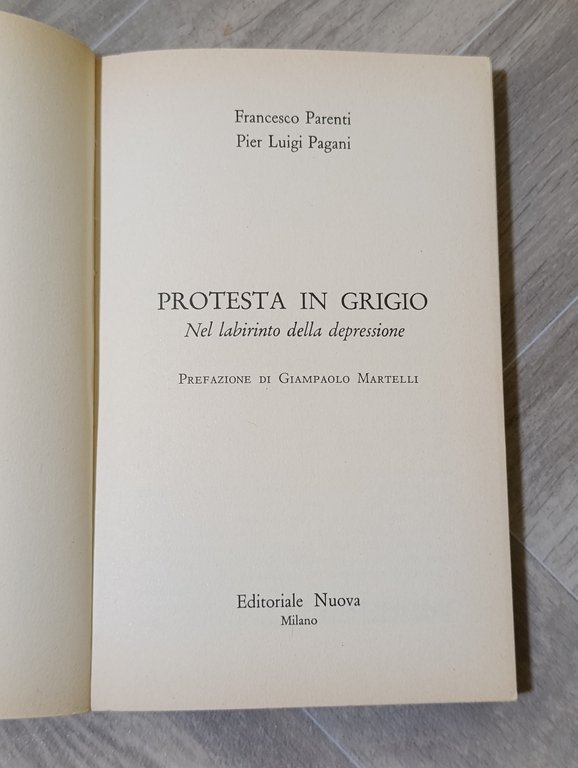 Francesco Parenti
Pier Luigi Pagani
PROTESTA IN GRIGIO
Nel labirinto della depressione
PREFAZIONE DI GIAMPAOLO MARTELLI
Editoriale Nuova
Milano